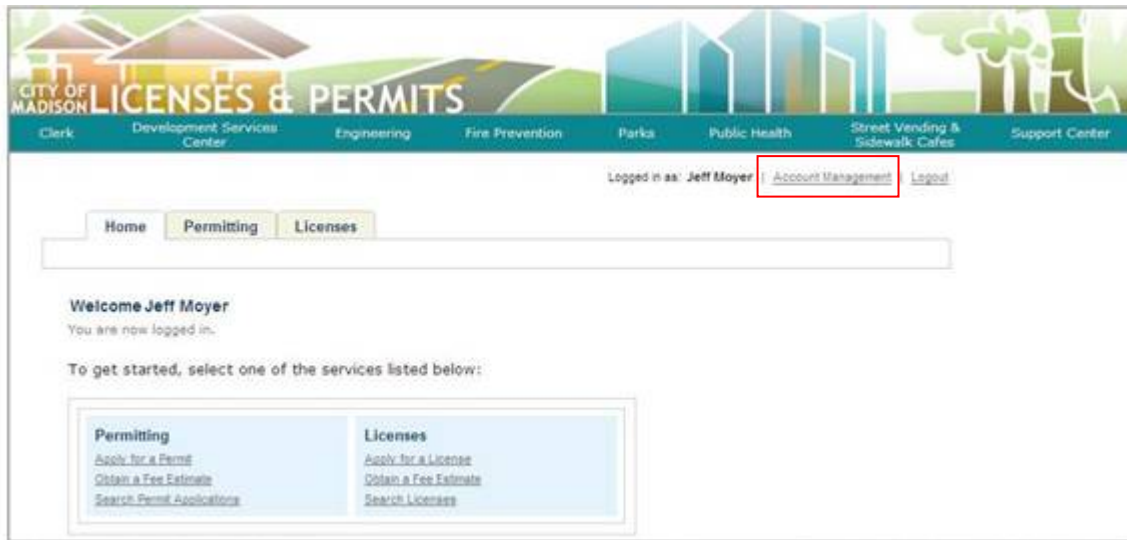 CITY OF
MADISON LICENSES & PERMITS
Clerk Development Services Center Engineering Fire Prevention Parks Public Health Street Vending & Sidewalk Cafes Support Center
Logged in as: Jeff Moyer | Account Management | Logout
Home Permitting Licenses
Welcome Jeff Moyer
You are now logged in.
To get started, select one of the services listed below:
Permitting Licenses
Apply for a Permit Apply for a License
Obtain a Fee Estimate Obtain a Fee Estimate
Search Permit Applications Search Licenses